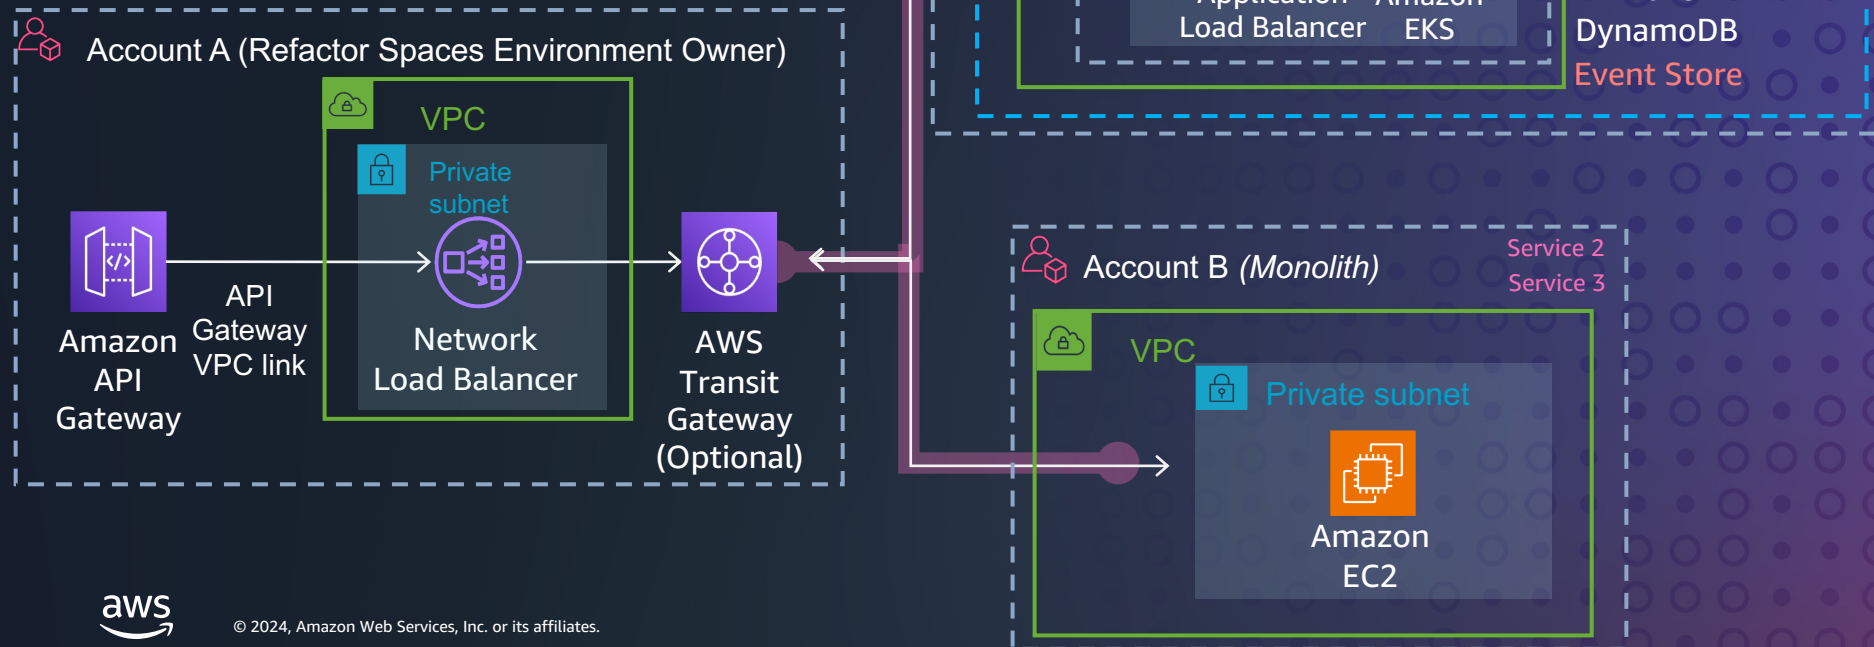 Account A (Refactor Spaces Environment Owner)
VPC
Private
subnet
Amazon
API
Gateway
API
Gateway
VPC link
Network
Load Balancer
AWS
Transit
Gateway
(Optional)
Application Amazon
Load Balancer EKS
DynamoDB
Event Store
Account B (Monolith)
Service 2
Service 3
VPC
Private subnet
Amazon
EC2
aws
© 2024, Amazon Web Services, Inc. or its affiliates.